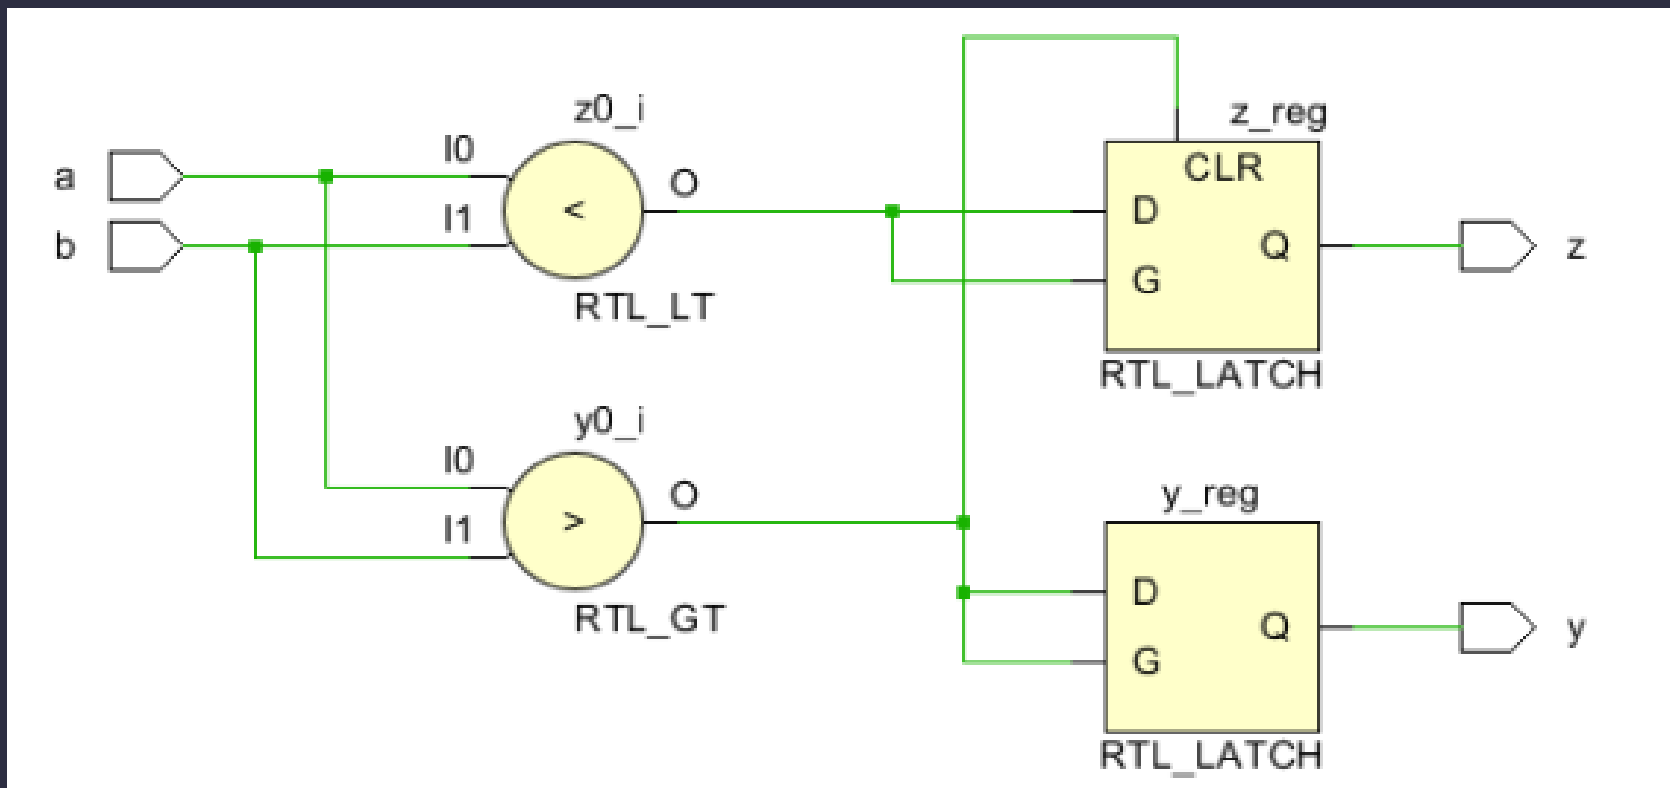 z0_i
a
b
I0
I1
O
<
RTL_LT
z_reg
CLR
D
G
Q
RTL_LATCH
z
y0_i
I0
I1
O
>
RTL_GT
y_reg
D
G
Q
RTL_LATCH
y